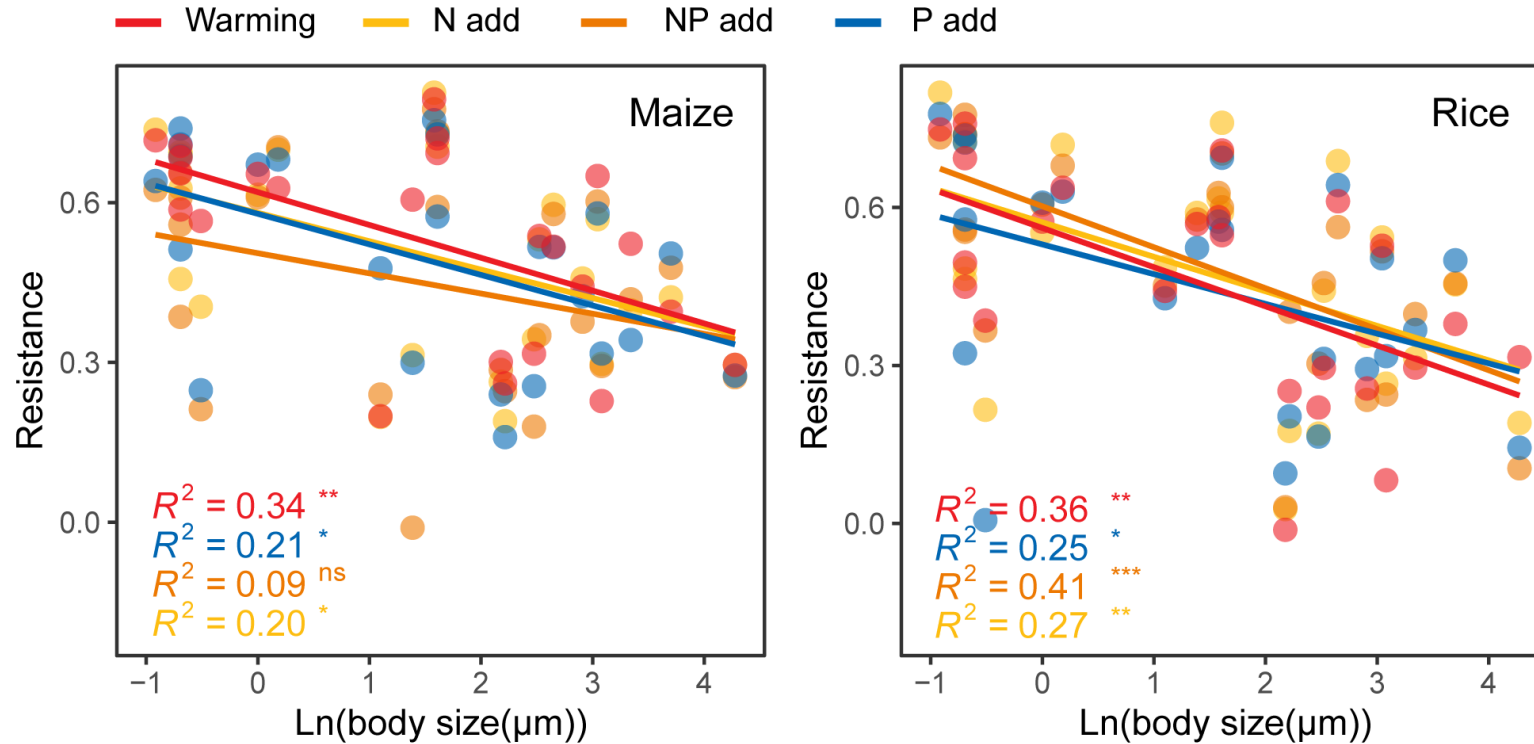 Warming N add NP add P add
Maize
Resistance
0.6
0.3
0.0
R² = 0.34 **
R² = 0.21 *
R² = 0.09 ns
R² = 0.20 *
−1 0 1 2 3 4
Ln(body size(μm))
Rice
Resistance
0.6
0.3
0.0
R² = 0.36 **
R² = 0.25 *
R² = 0.41 ***
R² = 0.27 **
−1 0 1 2 3 4
Ln(body size(μm))